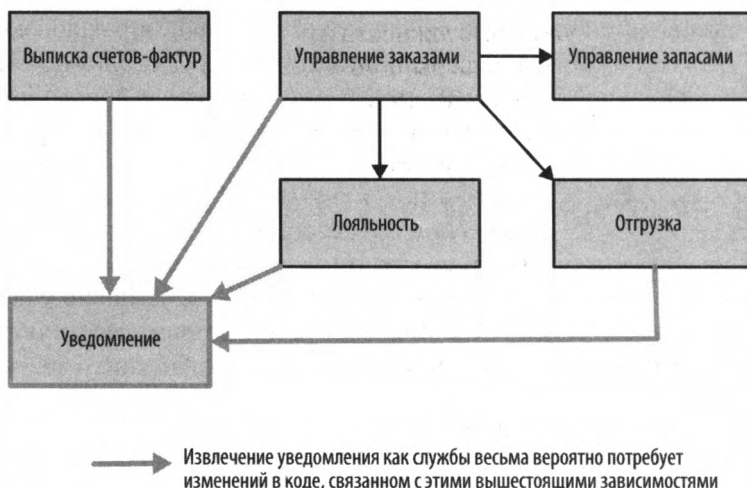 Выписка счетов-фактур
Управление заказами
Управление запасами
Лояльность
Отгрузка
Уведомление
Извлечение уведомления как службы весьма вероятно потребует
изменений в коде, связанном с этими вышестоящими зависимостями